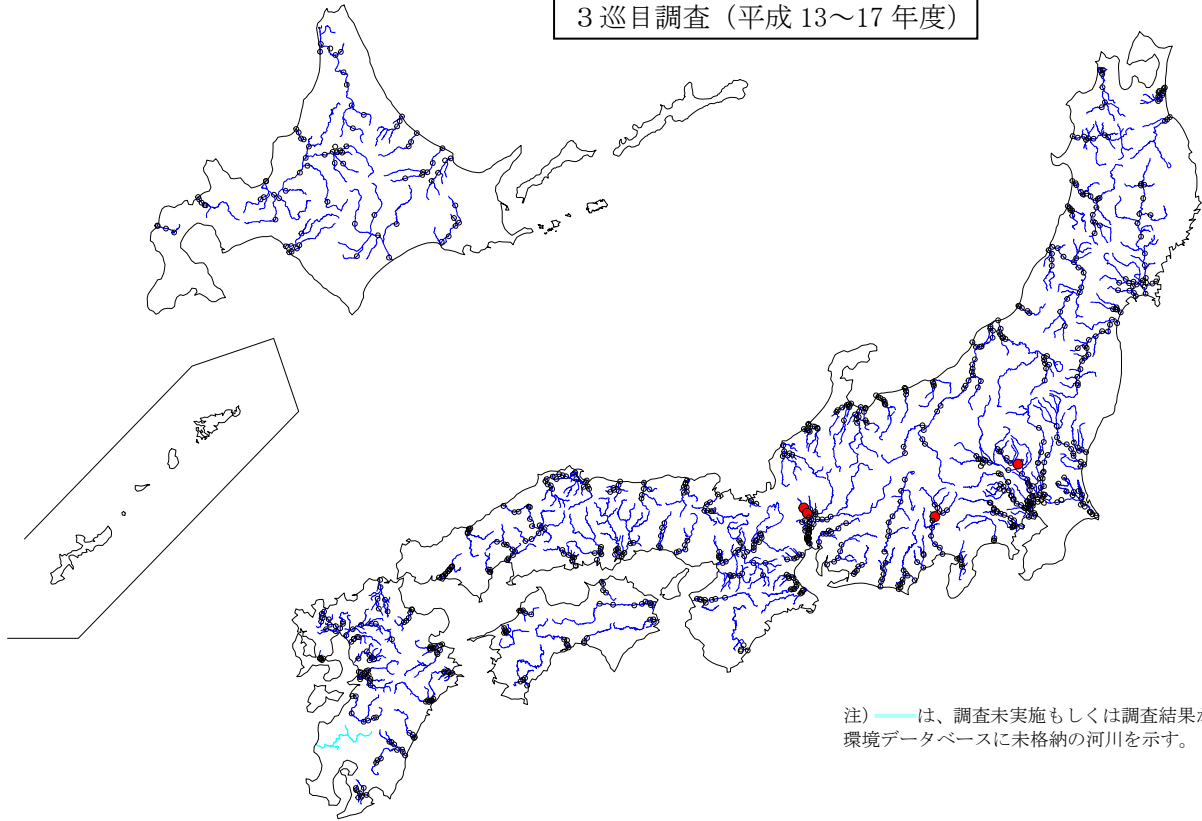 3巡目調査（平成 13～17 年度）
注） は、調査未実施もしくは調査結果が
環境データベースに未格納の河川を示す。